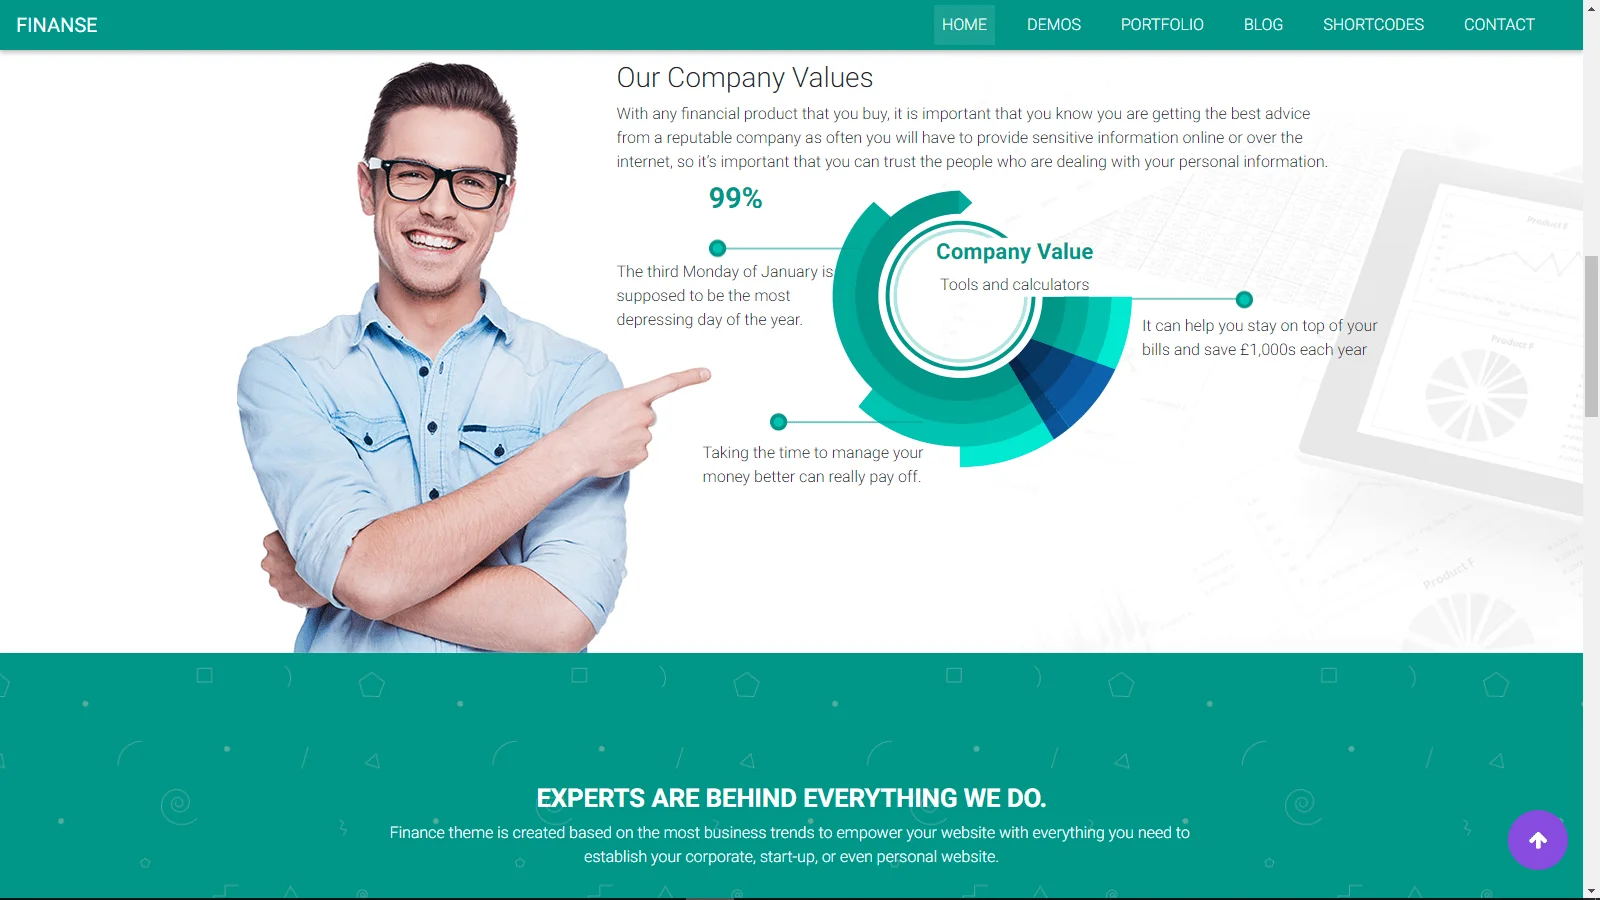 FINANSE
HOME
DEMOS
PORTFOLIO
BLOG
SHORTCODES
CONTACT
Our Company Values
With any financial product that you buy, it is important that you know you are getting the best advice
from a reputable company as often you will have to provide sensitive information online or over the
internet, so it’s important that you can trust the people who are dealing with your personal information.
99%
The third Monday of January is
supposed to be the most
depressing day of the year.
Company Value
Tools and calculators
It can help you stay on top of your
bills and save £1,000s each year
Taking the time to manage your
money better can really pay off.
Product F
Product F
Product F
EXPERTS ARE BEHIND EVERYTHING WE DO.
Finance theme is created based on the most business trends to empower your website with everything you need to
establish your corporate, start-up, or even personal website.